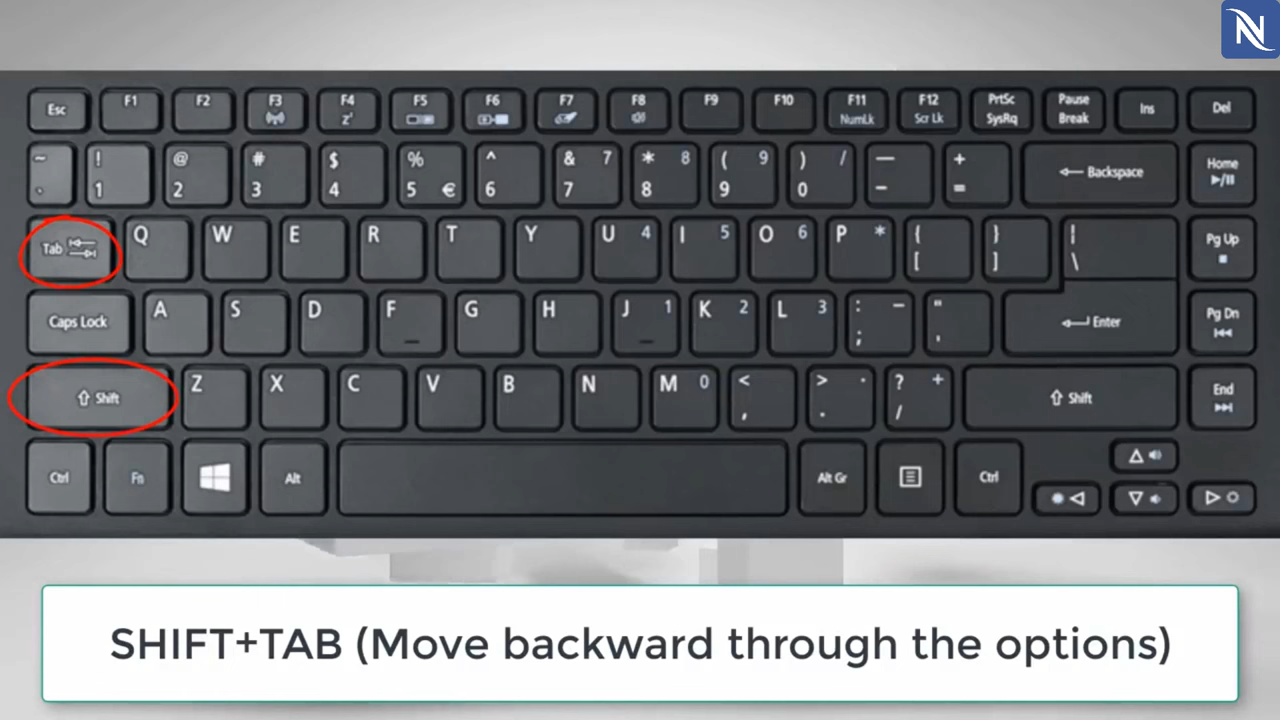 N
Esc F1 F2 F3 F4 F5 F6 F7 F8 F9 F10 F11 F12 PrtSc Pause Ins Del
z² NumLk Scr Lk SysRq Break
~ ! @ # $ % ^ & 7 * 8 ( 9 ) / — + Backspace Home
1 2 3 4 5 € 6 7 8 9 0 - =
Tab Q W E R T Y U 4 I 5 O 6 P * { } | Pg Up
[ ] \
Caps Lock A S D F G H J 1 K 2 L 3 : - " Enter Pg Dn
; '
Shift Z X C V B N M 0 < > . ? + Shift End
, . /
Ctrl Fn Alt Alt Gr Ctrl
SHIFT+TAB (Move backward through the options)